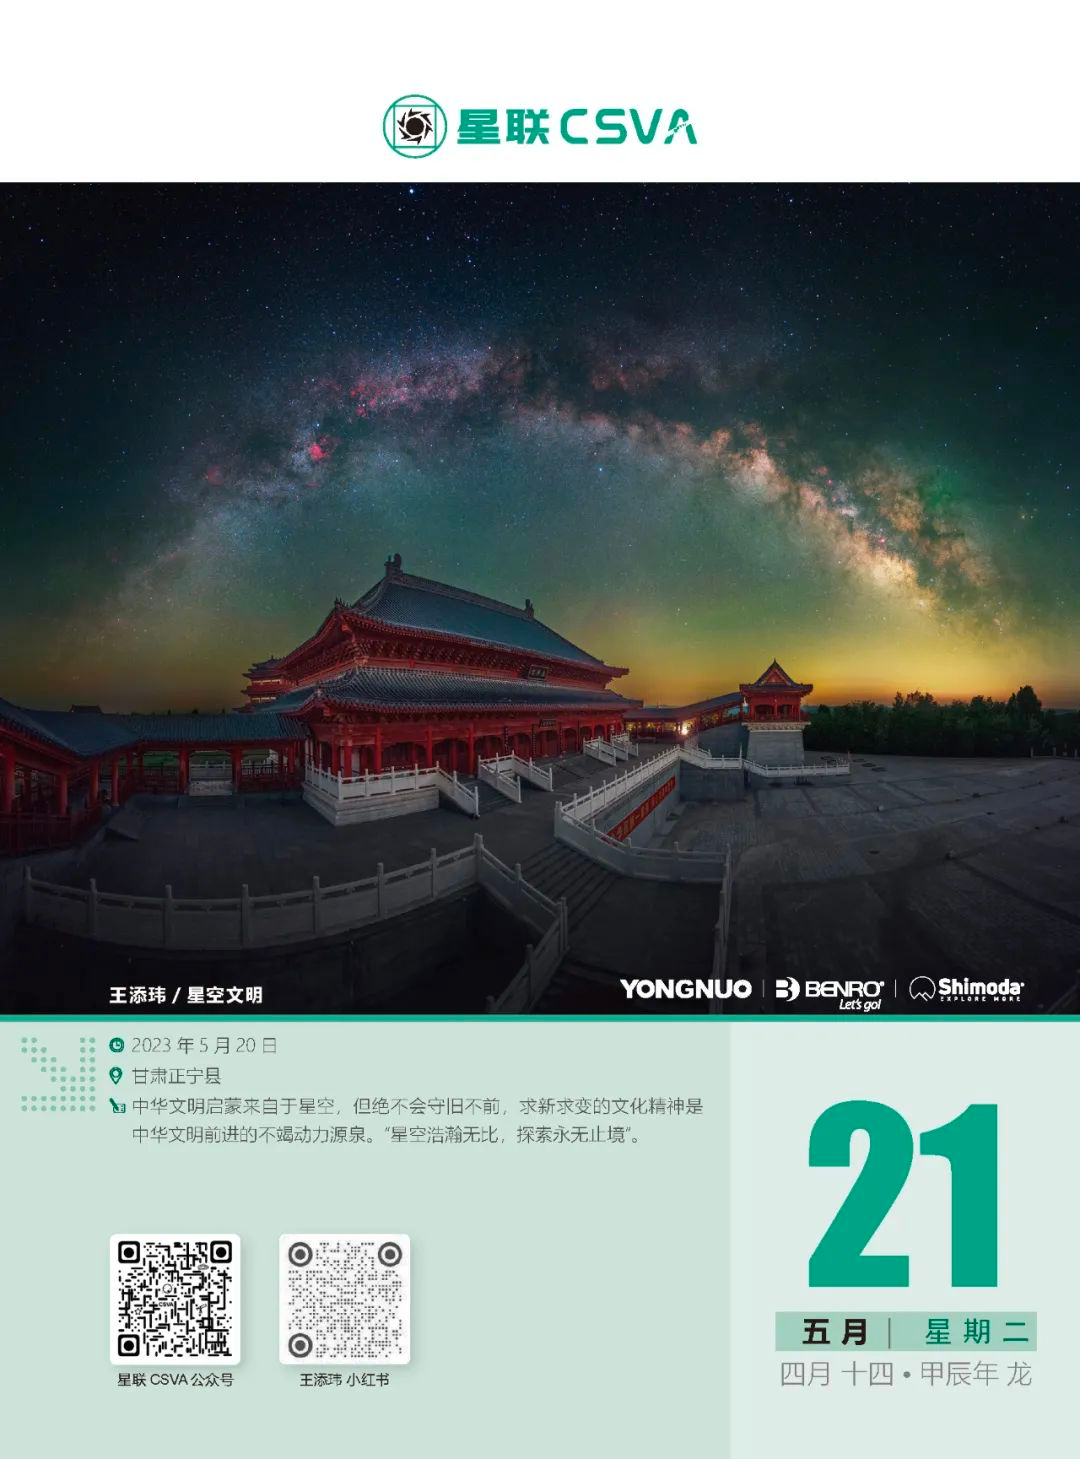 星联CSVA
王添玮 / 星空文明
YONGNUO | BENRO Let's go! | Shimoda EXPLORE MORE
2023 年 5 月 20 日
甘肃正宁县
中华文明启蒙来自于星空，但绝不会守旧不前，求新求变的文化精神是
中华文明前进的不竭动力源泉。“星空浩瀚无比，探索永无止境”。
21
五月 | 星期二
四月 十四 • 甲辰年 龙
星联 CSVA 公众号
王添玮 小红书